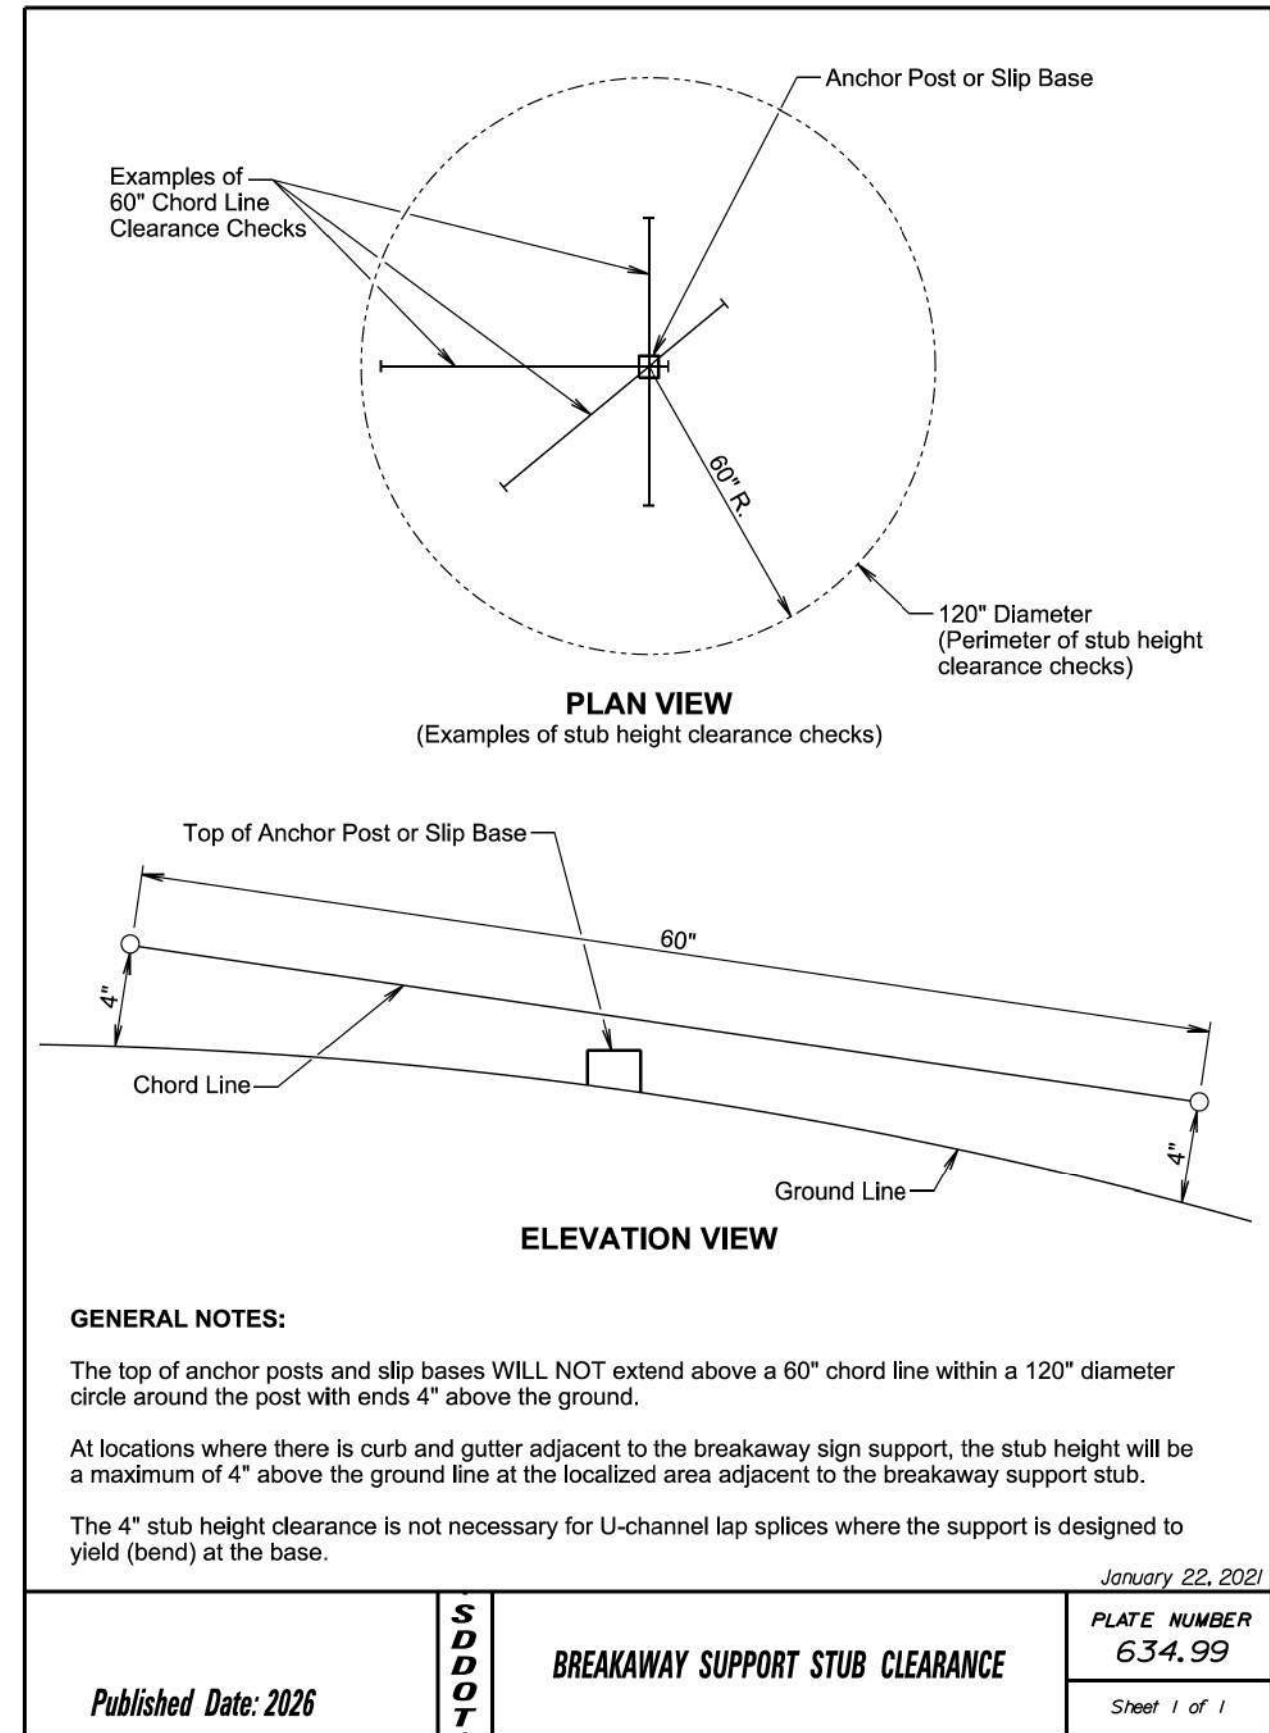 Anchor Post or Slip Base
Examples of
60" Chord Line
Clearance Checks
60" R.
120" Diameter
(Perimeter of stub height
clearance checks)
PLAN VIEW
(Examples of stub height clearance checks)
Top of Anchor Post or Slip Base
60"
4"
Chord Line
4"
Ground Line
ELEVATION VIEW
GENERAL NOTES:
The top of anchor posts and slip bases WILL NOT extend above a 60" chord line within a 120" diameter
circle around the post with ends 4" above the ground.
At locations where there is curb and gutter adjacent to the breakaway sign support, the stub height will be
a maximum of 4" above the ground line at the localized area adjacent to the breakaway support stub.
The 4" stub height clearance is not necessary for U-channel lap splices where the support is designed to
yield (bend) at the base.
January 22, 2021
Published Date: 2026
SDDOT
BREAKAWAY SUPPORT STUB CLEARANCE
PLATE NUMBER
634.99
Sheet 1 of 1